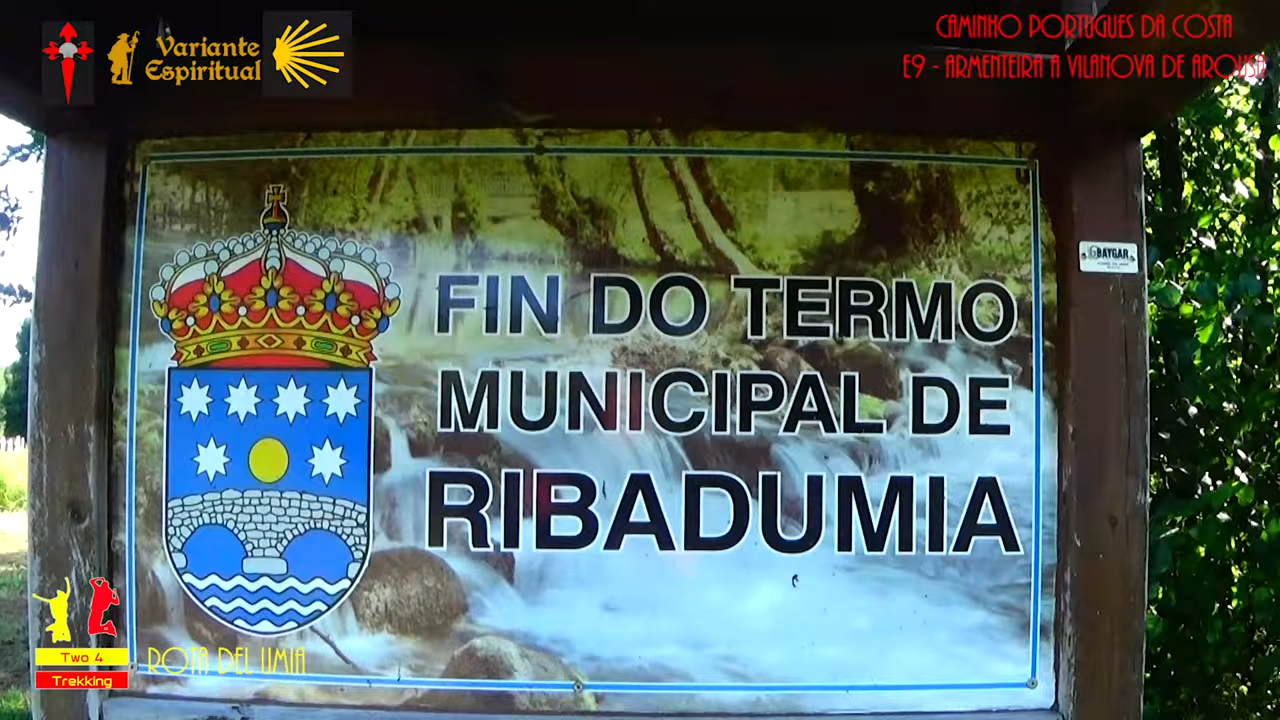 Variante
Espiritual
CAMINHO PORTUGUES DA COSTA
E9 - ARMENTEIRA A VILANOVA DE AROUSA
BAYGAR
FIN DO TERMO
MUNICIPAL DE
RIBADUMIA
Two 4
Trekking
ROTA DEL UMIA